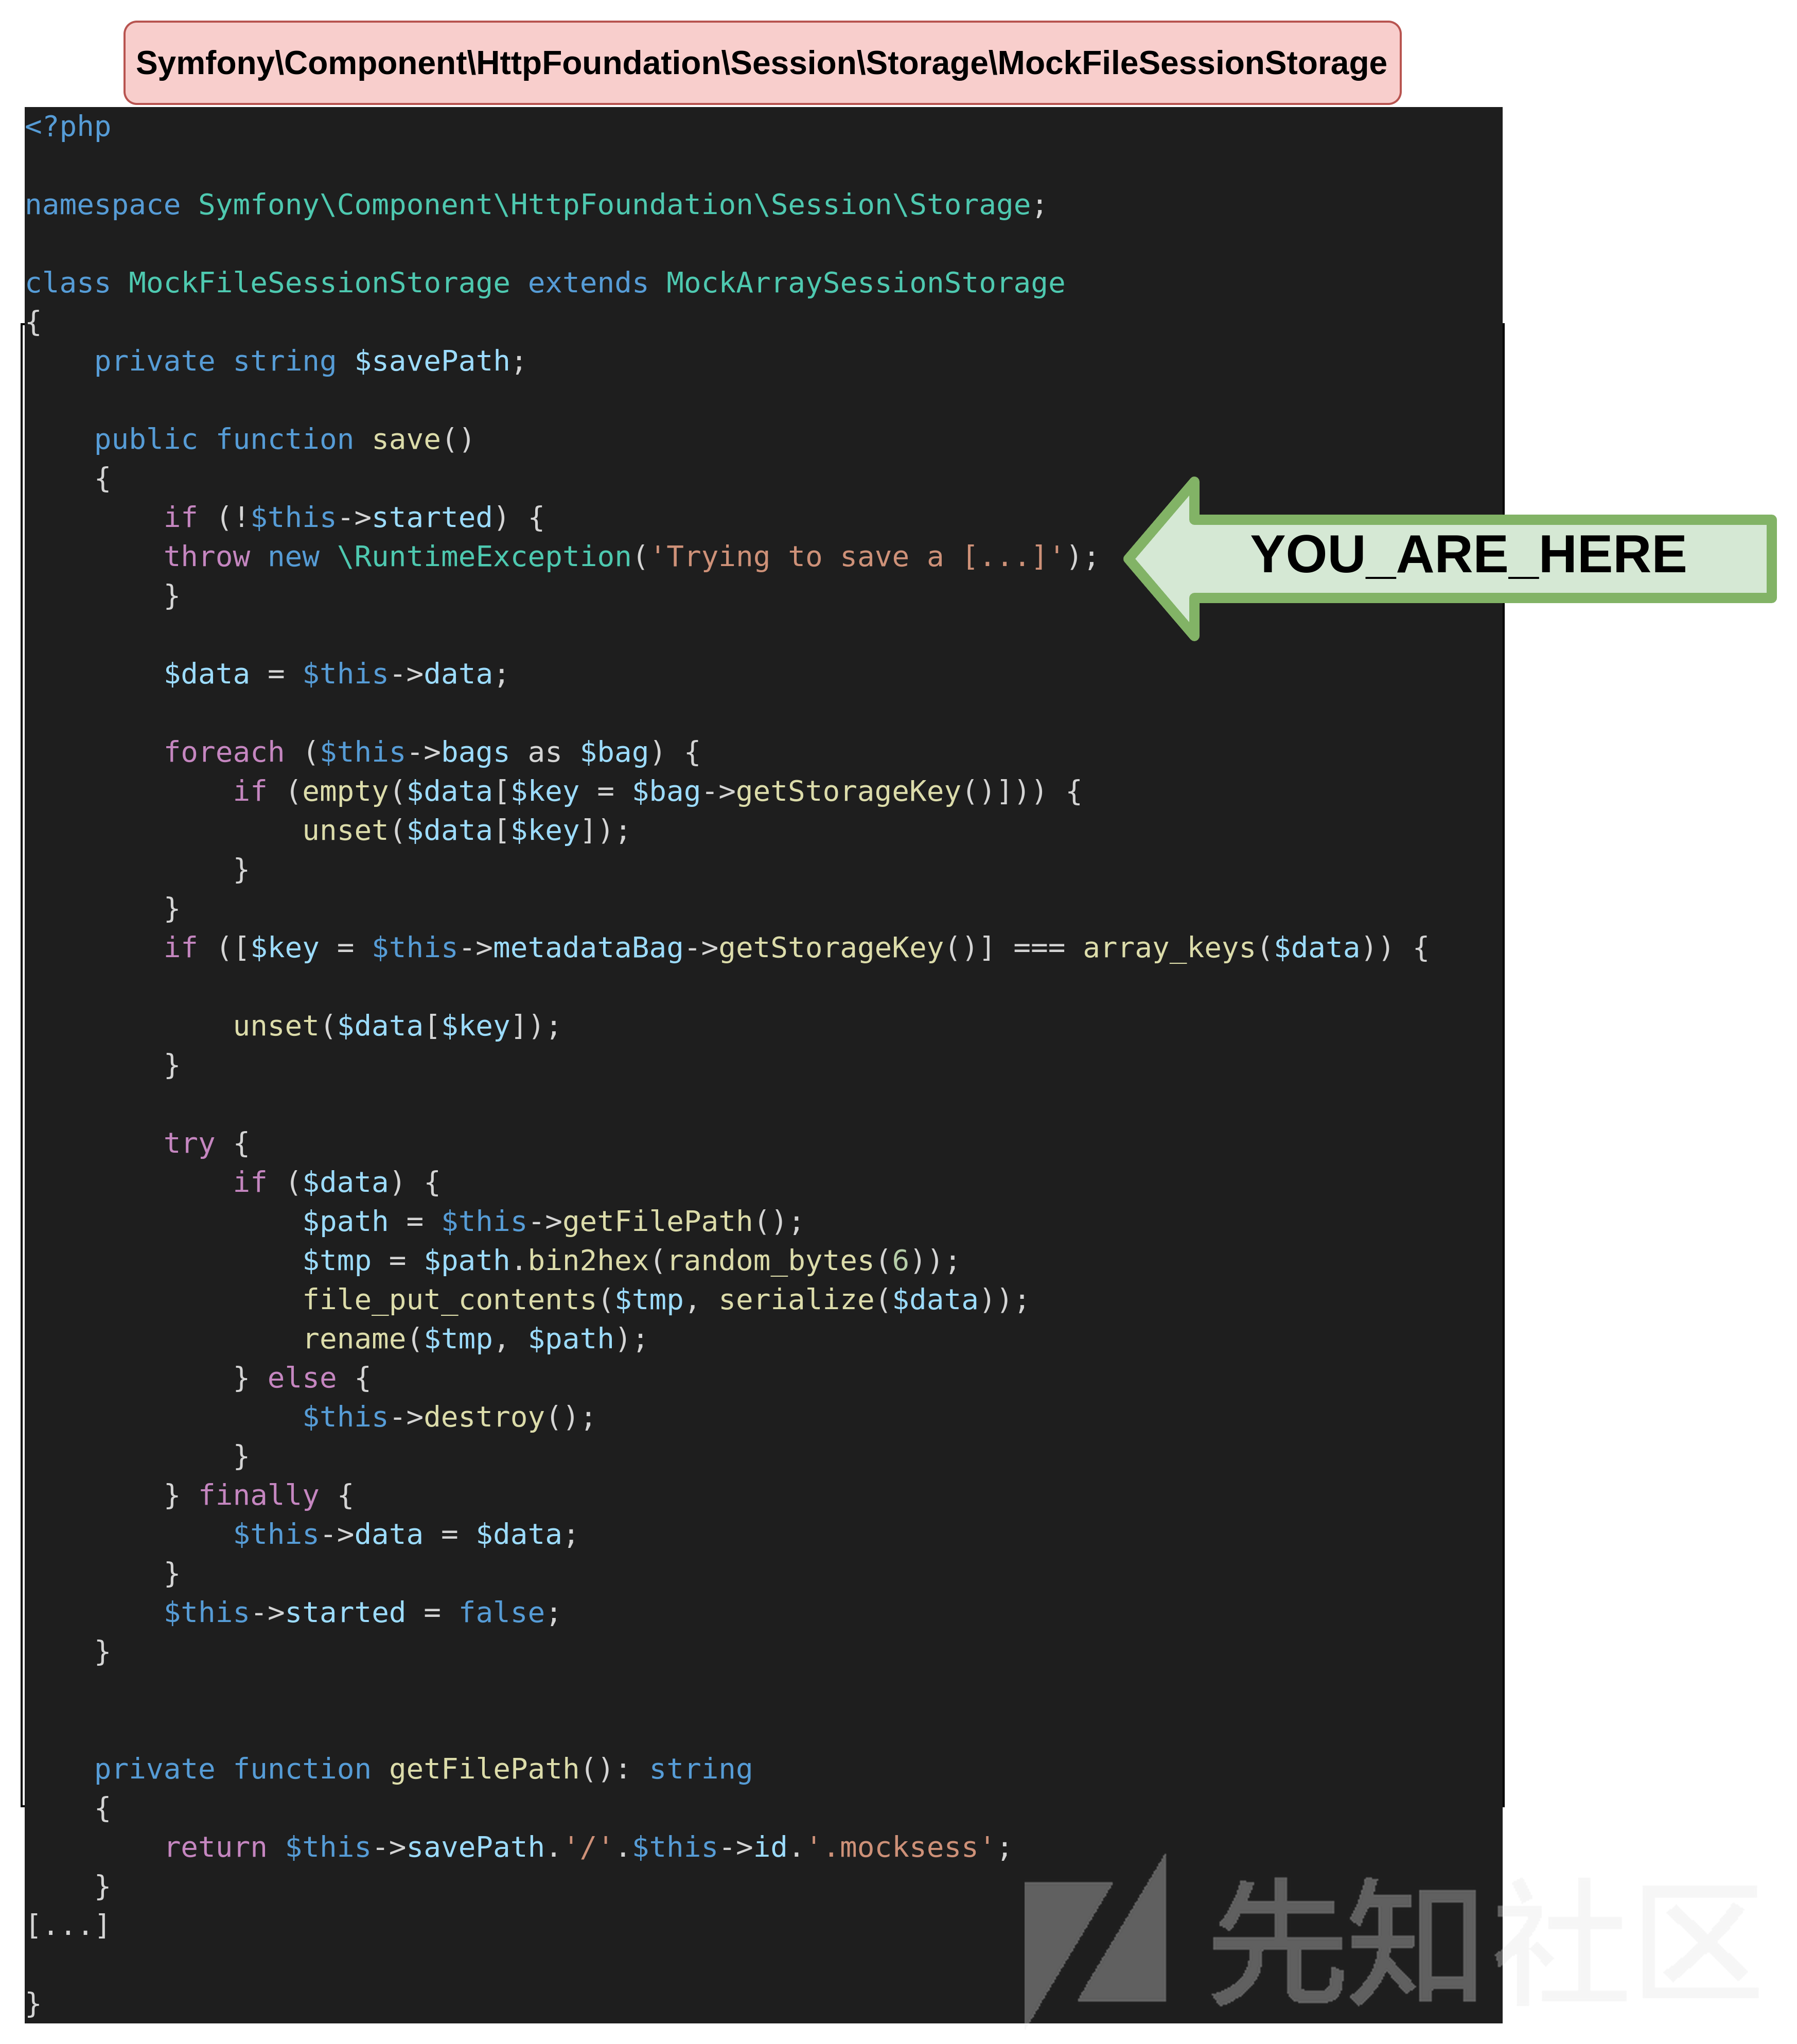 Symfony\Component\HttpFoundation\Session\Storage\MockFileSessionStorage
<?php
namespace Symfony\Component\HttpFoundation\Session\Storage;
class MockFileSessionStorage extends MockArraySessionStorage
{
    private string $savePath;
    public function save()
    {
        if (!$this->started) {
        throw new \RuntimeException('Trying to save a [...]');
YOU_ARE_HERE
        }
        $data = $this->data;
        foreach ($this->bags as $bag) {
            if (empty($data[$key = $bag->getStorageKey()])) {
                unset($data[$key]);
            }
        }
        if ([$key = $this->metadataBag->getStorageKey()] === array_keys($data)) {
            unset($data[$key]);
        }
        try {
            if ($data) {
                $path = $this->getFilePath();
                $tmp = $path.bin2hex(random_bytes(6));
                file_put_contents($tmp, serialize($data));
                rename($tmp, $path);
            } else {
                $this->destroy();
            }
        } finally {
            $this->data = $data;
        }
        $this->started = false;
    }
    private function getFilePath(): string
    {
        return $this->savePath.'/'.$this->id.'.mocksess';
    }
[...]
}
先知社区